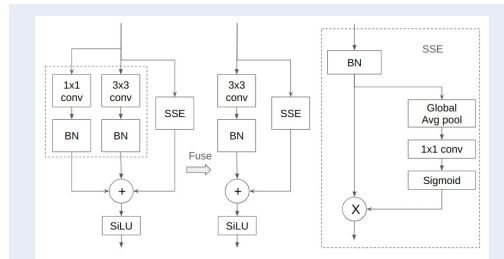 1x1
conv
BN
3x3
conv
BN
SSE
+
SiLU
Fuse
3x3
conv
BN
SSE
+
SiLU
SSE
BN
Global
Avg pool
1x1 conv
Sigmoid
X